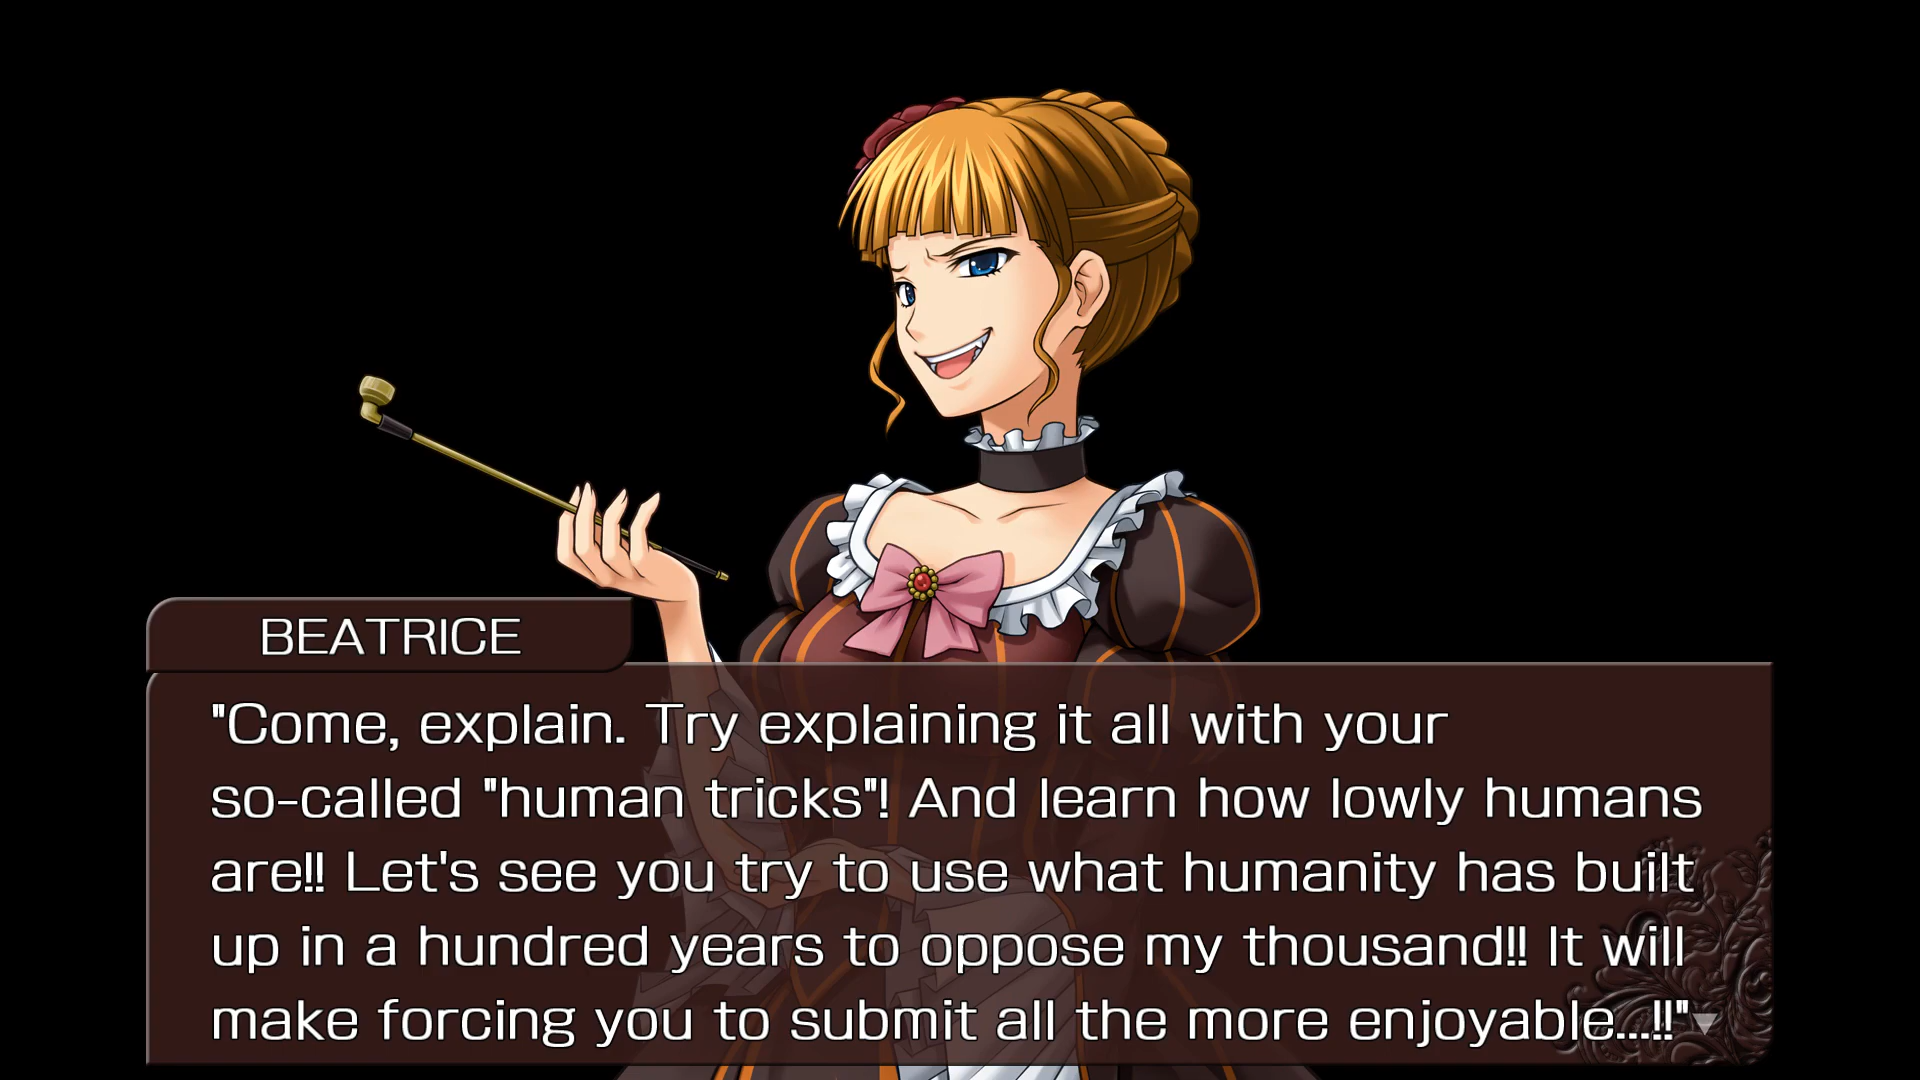 BEATRICE
"Come, explain. Try explaining it all with your
so-called "human tricks"! And learn how lowly humans
are!! Let's see you try to use what humanity has built
up in a hundred years to oppose my thousand!! It will
make forcing you to submit all the more enjoyable...!!"